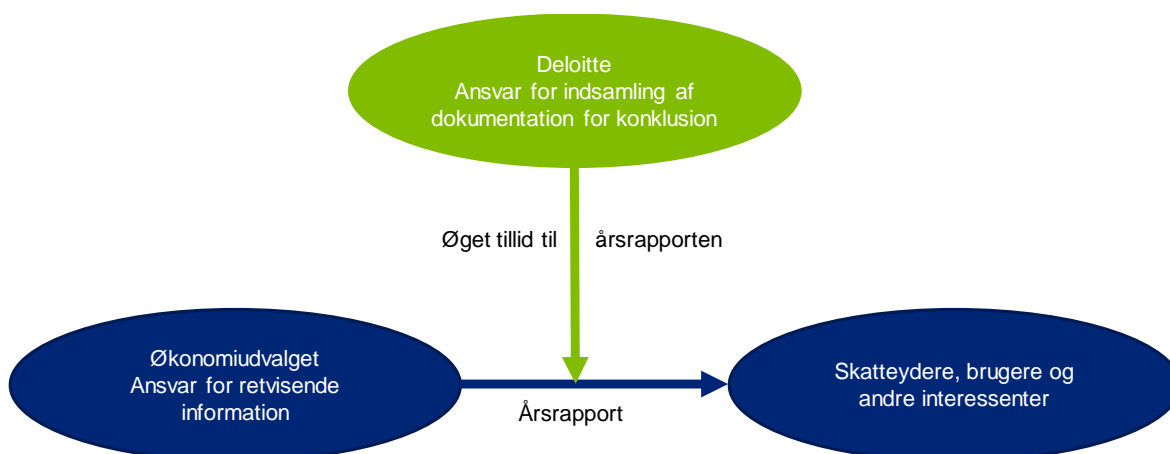 Deloitte
Ansvar for indsamling af
dokumentation for konklusion
Øget tillid til årsrapporten
Økonomiudvalget
Ansvar for retvisende
information
Årsrapport
Skatteydere, brugere og
andre interessenter